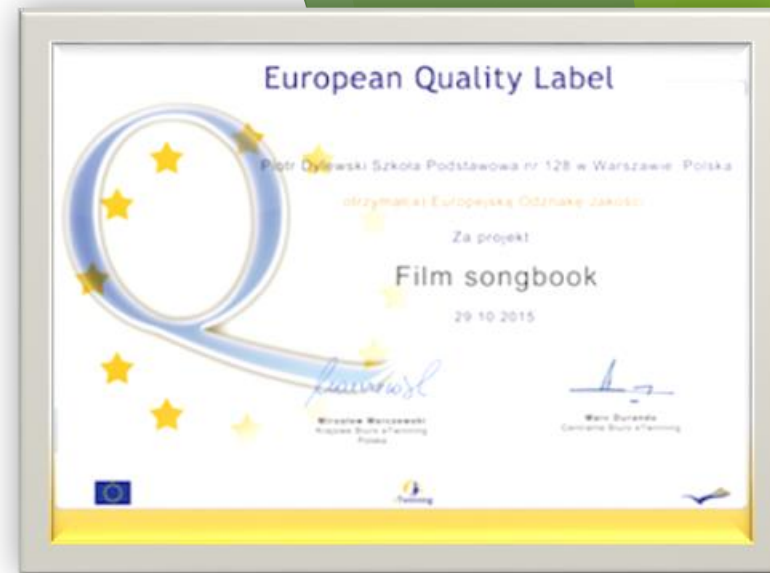 European Quality Label
Piotr Dylewski Szkoła Podstawowa nr 128 w Warszawie Polska
otrzymał(a) Europejską Odznakę Jakości
Za projekt
Film songbook
29.10.2015
Mirosław Marczewski
Krajowe Biuro eTwinning
Polska
Marc Durando
Centralne Biuro eTwinning
eTwinning